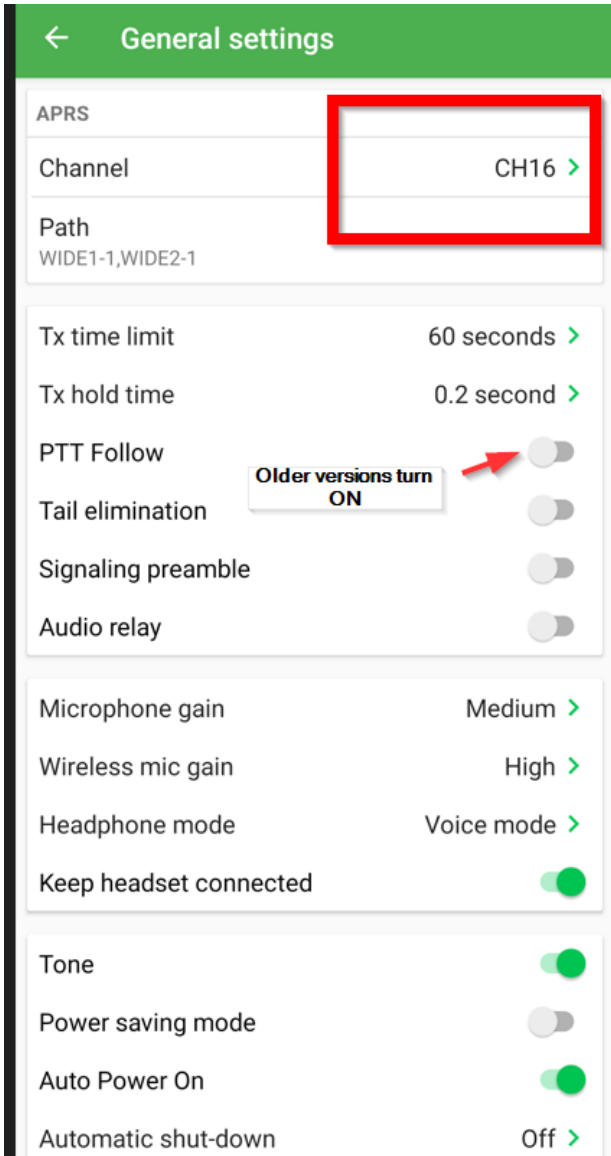 General settings
APRS
Channel CH16
Path
WIDE1-1,WIDE2-1
Tx time limit 60 seconds
Tx hold time 0.2 second
PTT Follow
Older versions turn
ON
Tail elimination
Signaling preamble
Audio relay
Microphone gain Medium
Wireless mic gain High
Headphone mode Voice mode
Keep headset connected
Tone
Power saving mode
Auto Power On
Automatic shut-down Off